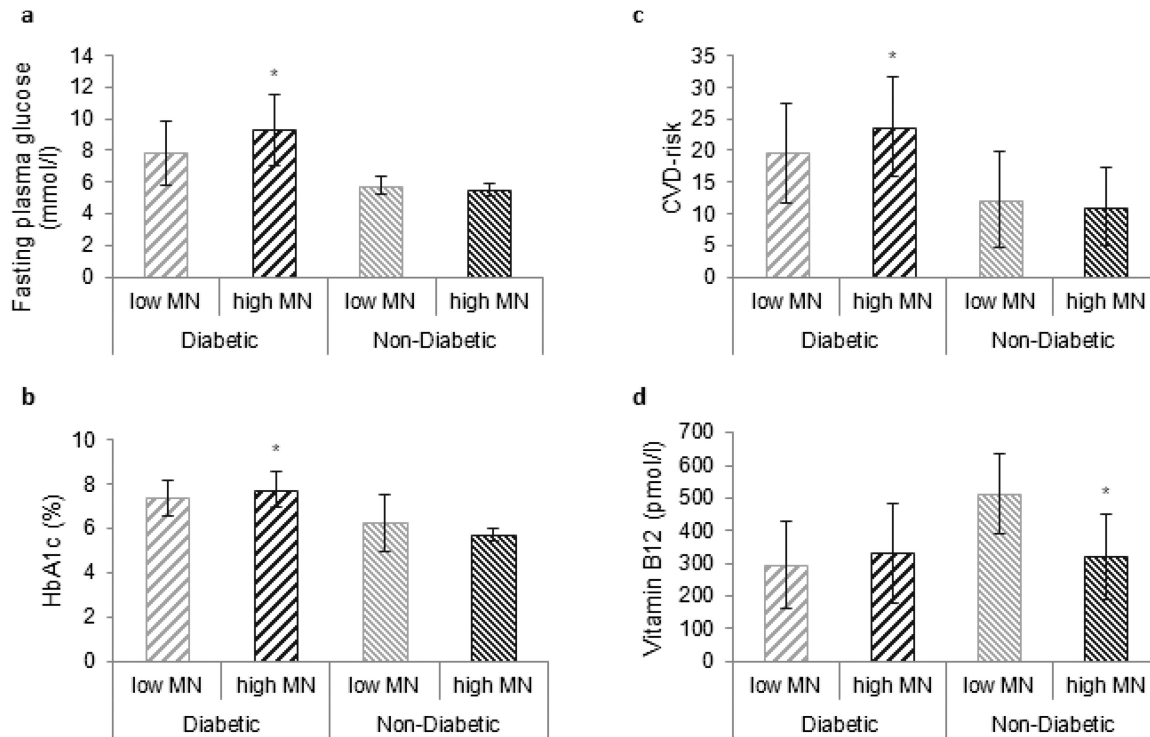 a
Fasting plasma glucose
(mmol/l)
14
12
10
8
6
4
2
0
*
low MN
high MN
low MN
high MN
Diabetic
Non-Diabetic
b
HbA1c (%)
10
8
6
4
2
0
*
low MN
high MN
low MN
high MN
Diabetic
Non-Diabetic
c
CVD-risk
35
30
25
20
15
10
5
0
*
low MN
high MN
low MN
high MN
Diabetic
Non-Diabetic
d
Vitamin B12 (pmol/l)
700
600
500
400
300
200
100
0
*
low MN
high MN
low MN
high MN
Diabetic
Non-Diabetic